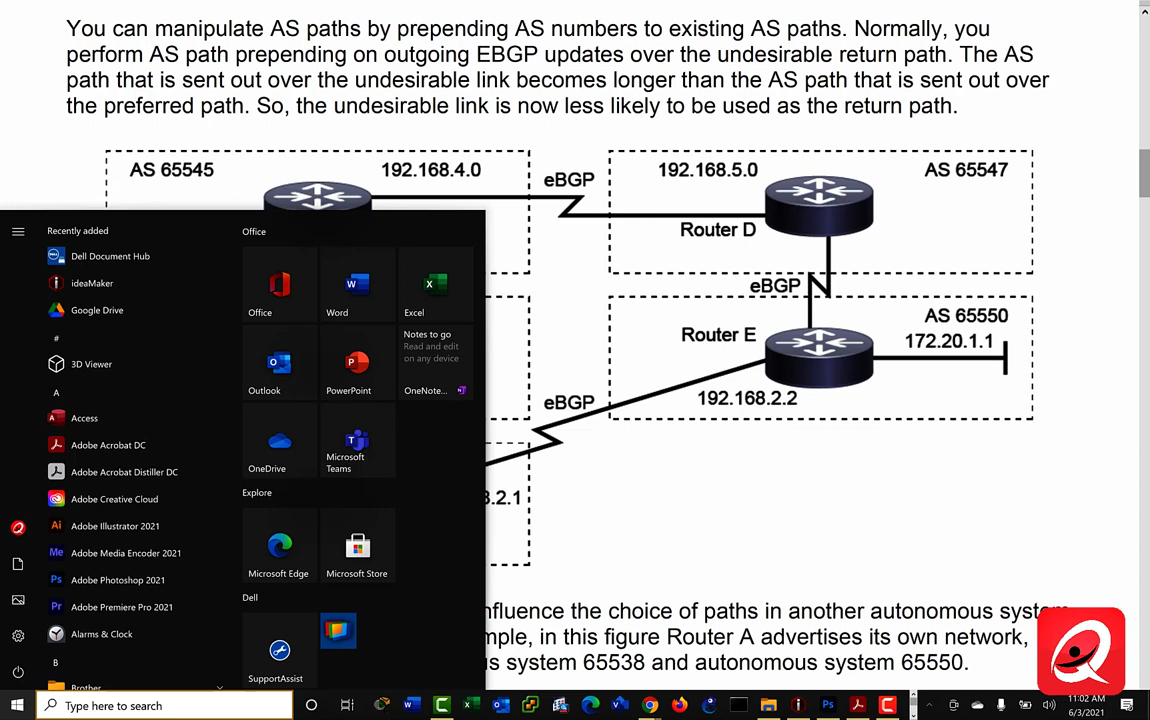 You can manipulate AS paths by prepending AS numbers to existing AS paths. Normally, you
perform AS path prepending on outgoing EBGP updates over the undesirable return path. The AS
path that is sent out over the undesirable link becomes longer than the AS path that is sent out over
the preferred path. So, the undesirable link is now less likely to be used as the return path.
AS 65545
192.168.4.0
eBGP
192.168.5.0
AS 65547
Router D
eBGP
AS 65550
Router E
172.20.1.1
eBGP
192.168.2.2
3.2.1
Recently added
Dell Document Hub
ideaMaker
Google Drive
#
3D Viewer
A
Access
Adobe Acrobat DC
Adobe Acrobat Distiller DC
Adobe Creative Cloud
Adobe Illustrator 2021
Adobe Media Encoder 2021
Adobe Photoshop 2021
Adobe Premiere Pro 2021
Alarms & Clock
B
Brother
Office
Office
Word
Excel
Outlook
PowerPoint
Notes to go
Read and edit
on any device
OneNote...
OneDrive
Microsoft
Teams
Explore
Microsoft Edge
Microsoft Store
Dell
SupportAssist
nfluence the choice of paths in another autonomous system
mple, in this figure Router A advertises its own network,
s system 65538 and autonomous system 65550.
Type here to search
11:02 AM
6/3/2021